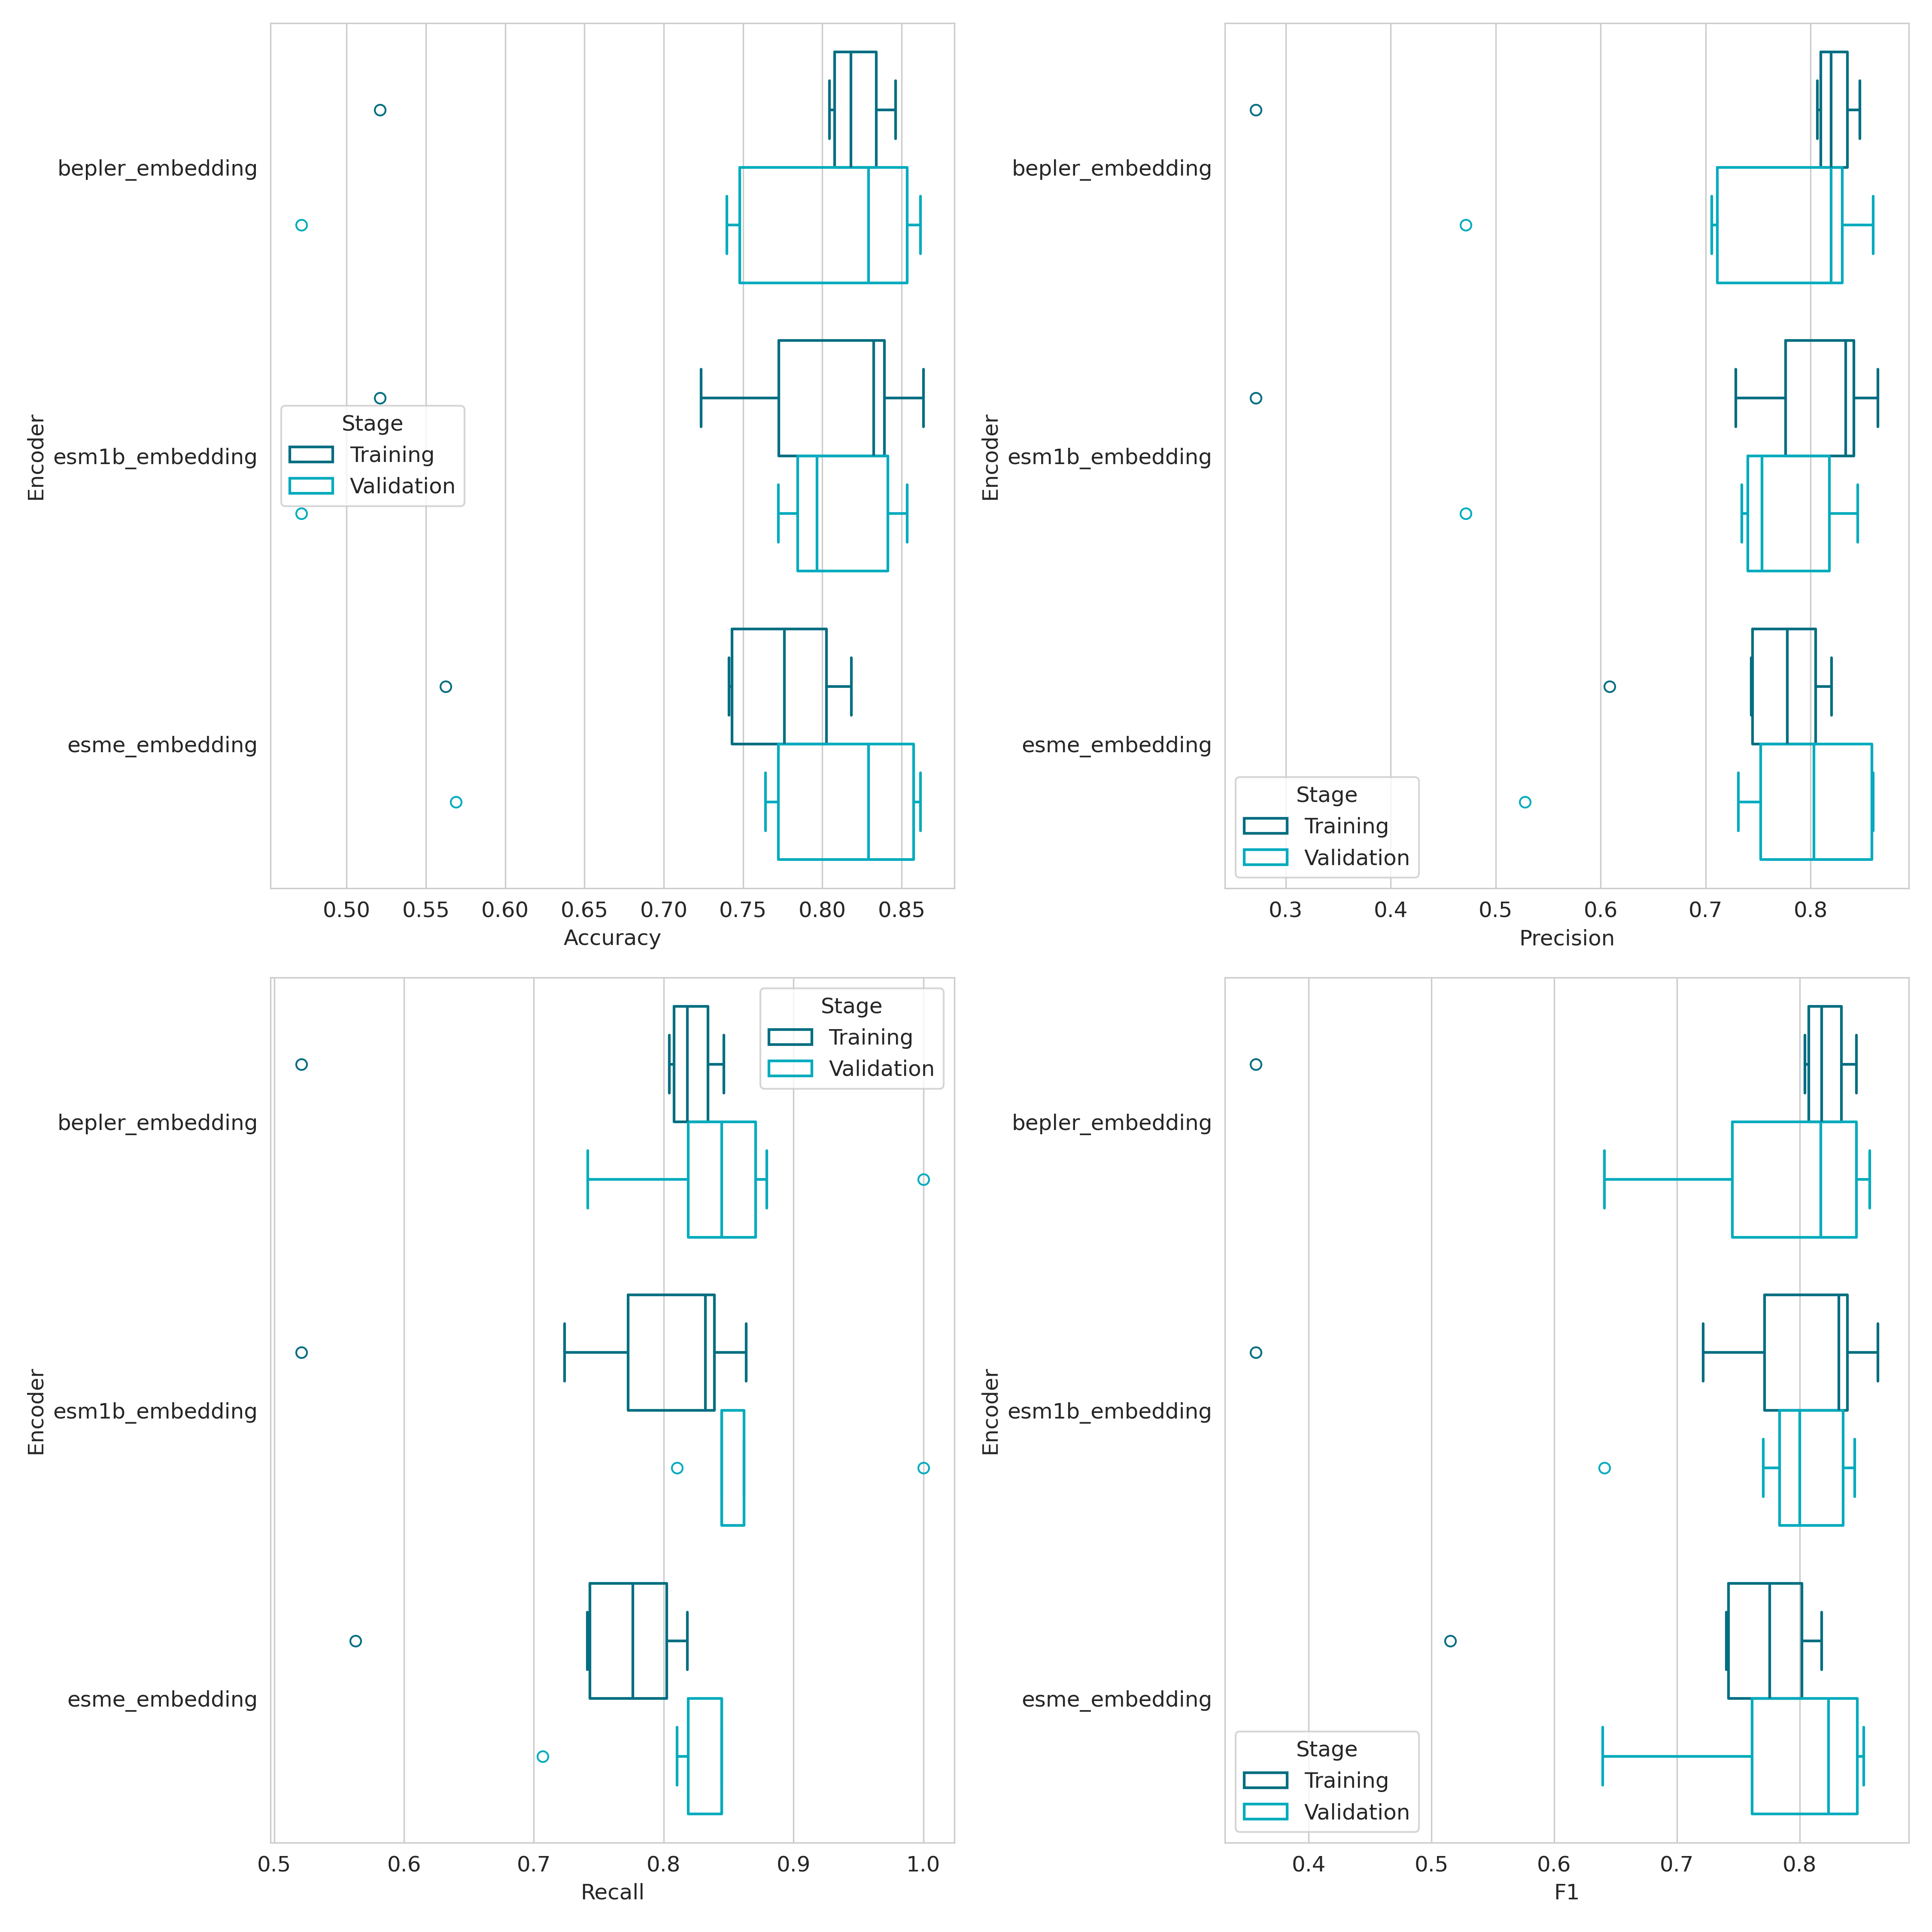 bepler_embedding
esm1b_embedding
esme_embedding
Encoder
Stage
Training
Validation
0.50 0.55 0.60 0.65 0.70 0.75 0.80 0.85
Accuracy
bepler_embedding
esm1b_embedding
esme_embedding
Encoder
Stage
Training
Validation
0.3 0.4 0.5 0.6 0.7 0.8
Precision
Stage
Training
Validation
bepler_embedding
esm1b_embedding
esme_embedding
Encoder
0.5 0.6 0.7 0.8 0.9 1.0
Recall
bepler_embedding
esm1b_embedding
esme_embedding
Encoder
Stage
Training
Validation
0.4 0.5 0.6 0.7 0.8
F1